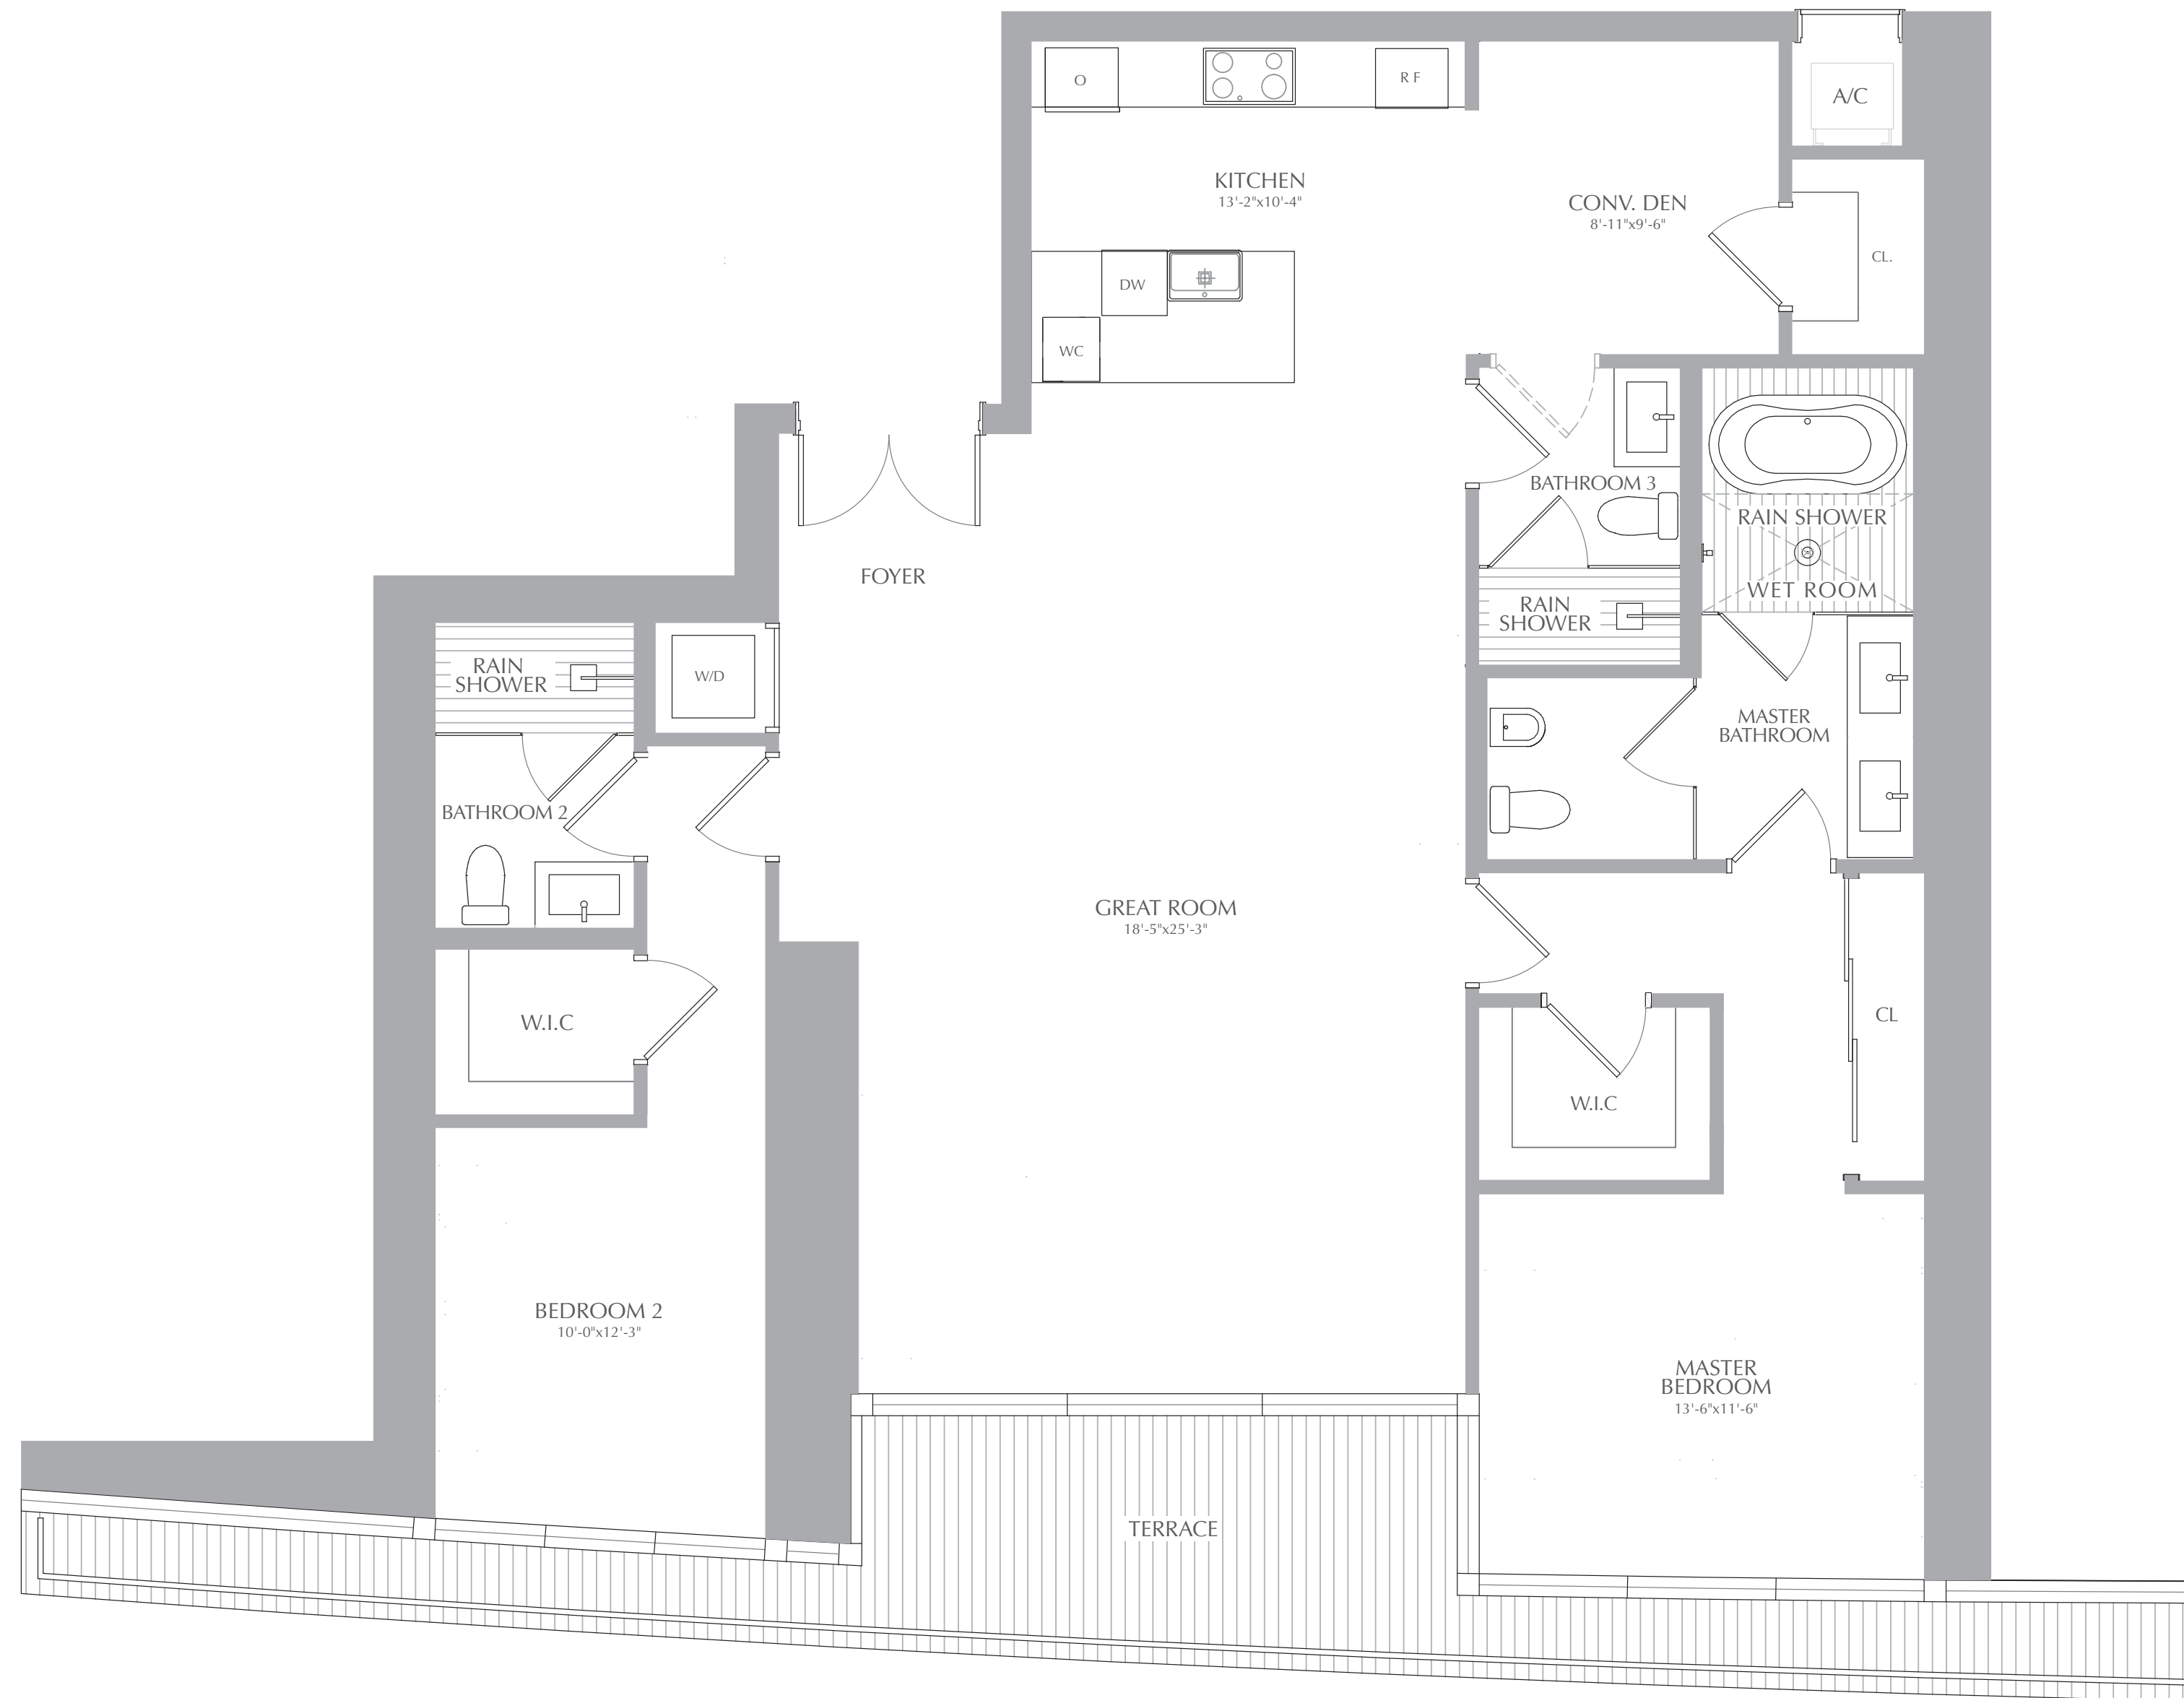 O
R F
A/C
KITCHEN
13'-2"x10'-4"
CONV. DEN
8'-11"x9'-6"
CL.
DW
WC
BATHROOM 3
RAIN SHOWER
WET ROOM
FOYER
RAIN
SHOWER
RAIN
SHOWER
W/D
MASTER
BATHROOM
BATHROOM 2
GREAT ROOM
18'-5"x25'-3"
W.I.C
CL
W.I.C
BEDROOM 2
10'-0"x12'-3"
MASTER
BEDROOM
13'-6"x11'-6"
TERRACE